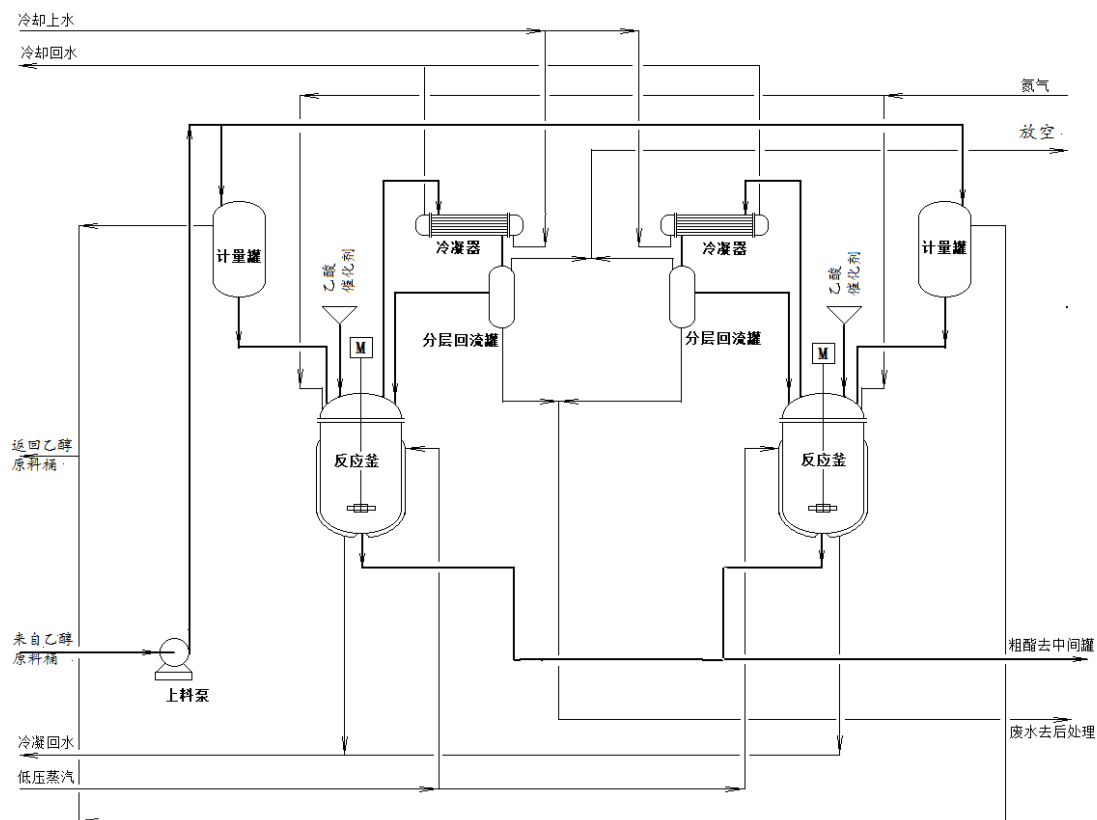 冷却上水
冷却回水
氮气
放空
冷凝器
冷凝器
计量罐
计量罐
乙酸
催化剂
乙酸
催化剂
分层回流罐
分层回流罐
M
M
返回乙醇
原料桶
反应釜
反应釜
来自乙醇
原料桶
粗酯去中间罐
上料泵
废水去后处理
冷凝回水
低压蒸汽